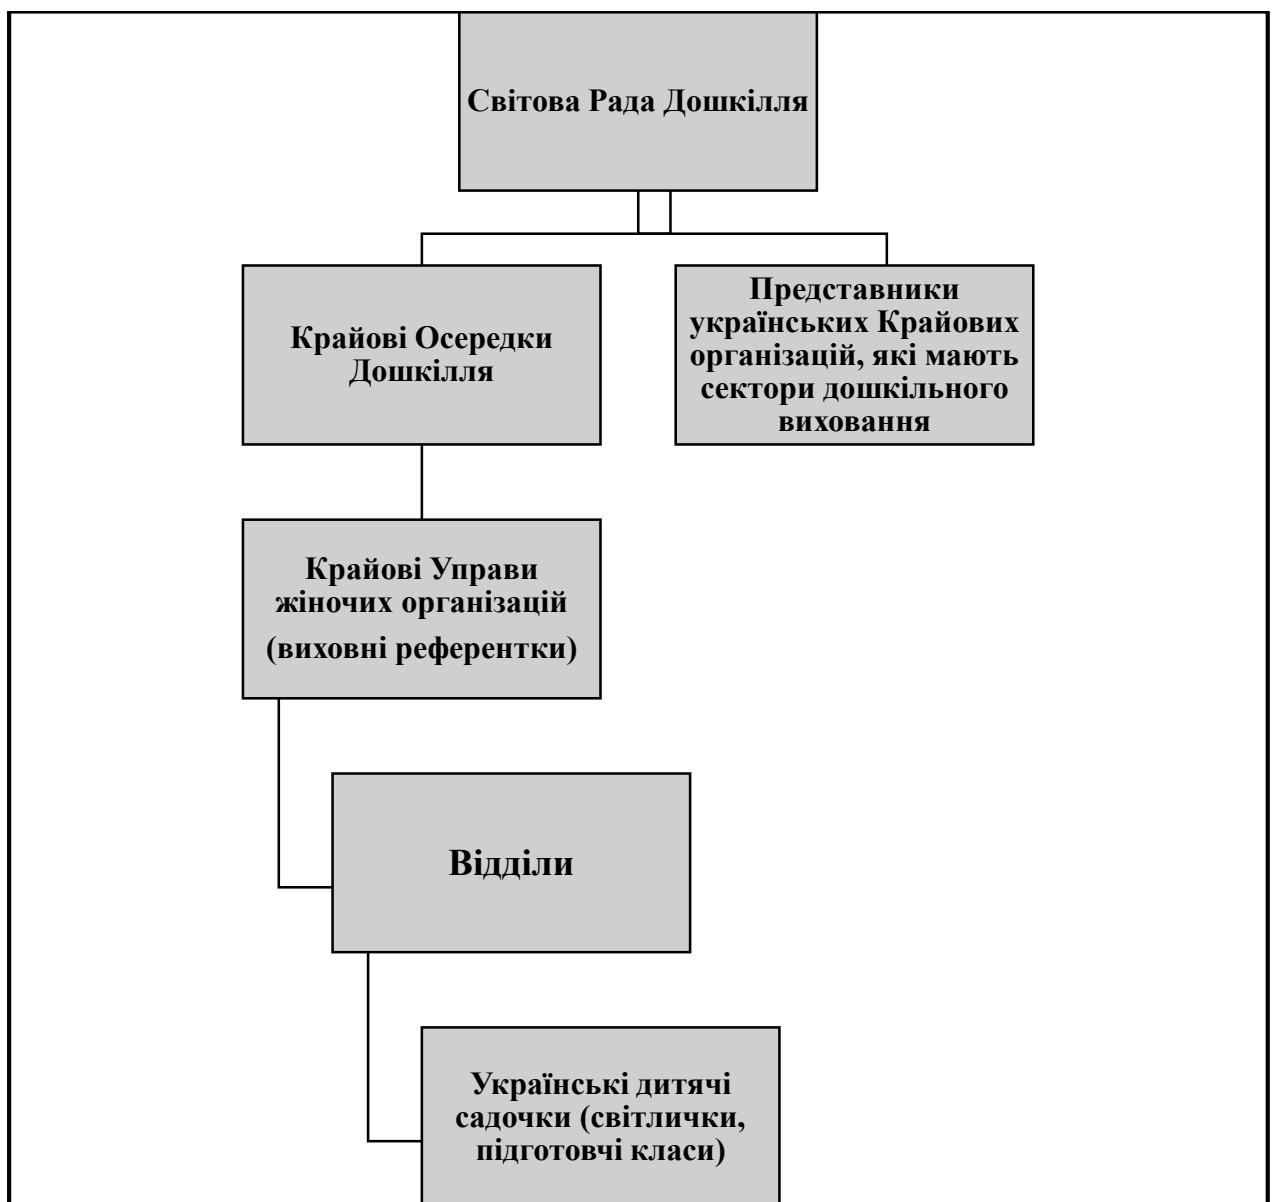 Світова Рада Дошкілля
Крайові Осередки
Дошкілля
Представники
українських Крайових
організацій, які мають
сектори дошкільного
виховання
Крайові Управи
жіночих організацій
(виховні референтки)
Відділи
Українські дитячі
садочки (світлички,
підготовчі класи)